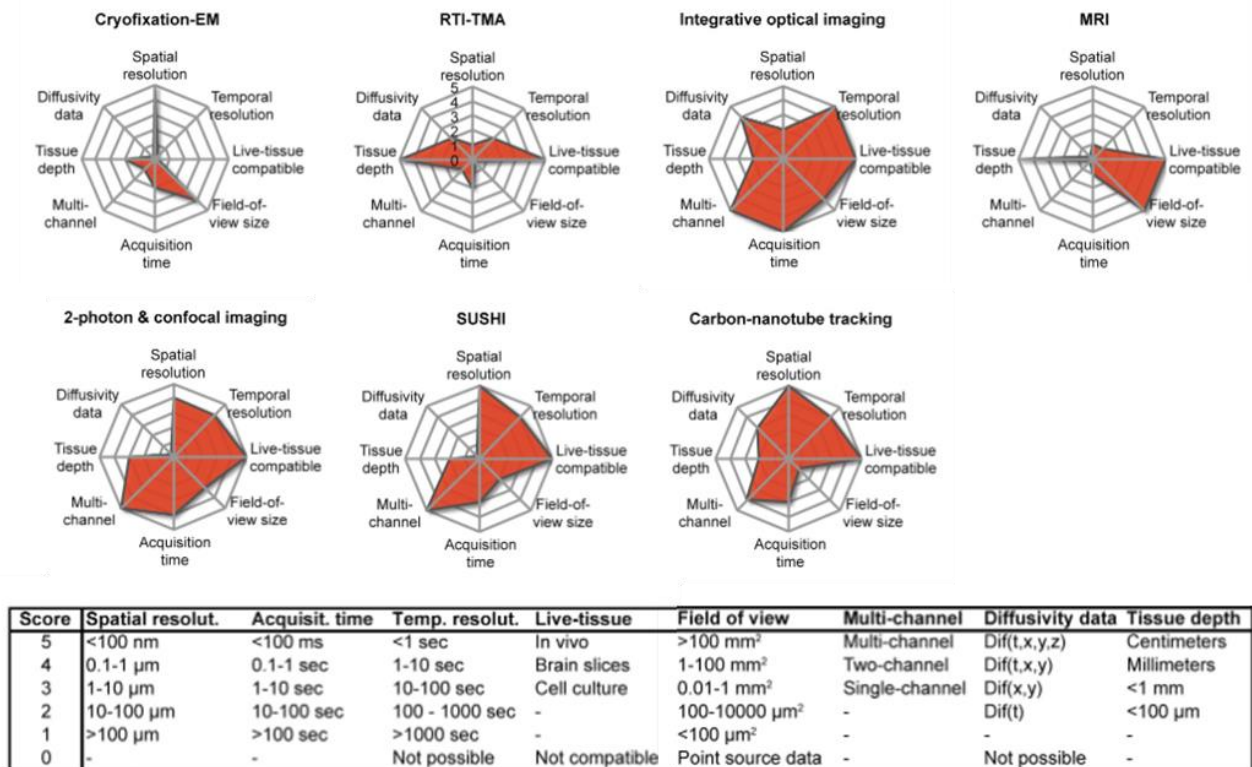 Cryofixation-EM
Spatial
resolution
Temporal
resolution
Live-tissue
compatible
Field-of-
view size
Acquisition
time
Multi-
channel
Tissue
depth
Diffusivity
data
RTI-TMA
Spatial
resolution
5
4
3
2
1
0
Temporal
resolution
Live-tissue
compatible
Field-of-
view size
Acquisition
time
Multi-
channel
Tissue
depth
Diffusivity
data
Integrative optical imaging
Spatial
resolution
Temporal
resolution
Live-tissue
compatible
Field-of-
view size
Acquisition
time
Multi-
channel
Tissue
depth
Diffusivity
data
MRI
Spatial
resolution
Temporal
resolution
Live-tissue
compatible
Field-of-
view size
Acquisition
time
Multi-
channel
Tissue
depth
Diffusivity
data
2-photon & confocal imaging
Spatial
resolution
Temporal
resolution
Live-tissue
compatible
Field-of-
view size
Acquisition
time
Multi-
channel
Tissue
depth
Diffusivity
data
SUSHI
Spatial
resolution
Temporal
resolution
Live-tissue
compatible
Field-of-
view size
Acquisition
time
Multi-
channel
Tissue
depth
Diffusivity
data
Carbon-nanotube tracking
Spatial
resolution
Temporal
resolution
Live-tissue
compatible
Field-of-
view size
Acquisition
time
Multi-
channel
Tissue
depth
Diffusivity
data
Score Spatial resolut. Acquisit. time Temp. resolut. Live-tissue Field of view Multi-channel Diffusivity data Tissue depth
5 <100 nm <100 ms <1 sec In vivo >100 mm² Multi-channel Dif(t,x,y,z) Centimeters
4 0.1-1 µm 0.1-1 sec 1-10 sec Brain slices 1-100 mm² Two-channel Dif(t,x,y) Millimeters
3 1-10 µm 1-10 sec 10-100 sec Cell culture 0.01-1 mm² Single-channel Dif(x,y) <1 mm
2 10-100 µm 10-100 sec 100 - 1000 sec - 100-10000 µm² - Dif(t) <100 µm
1 >100 µm >100 sec >1000 sec - <100 µm² - - -
0 - - Not possible Not compatible Point source data - Not possible -